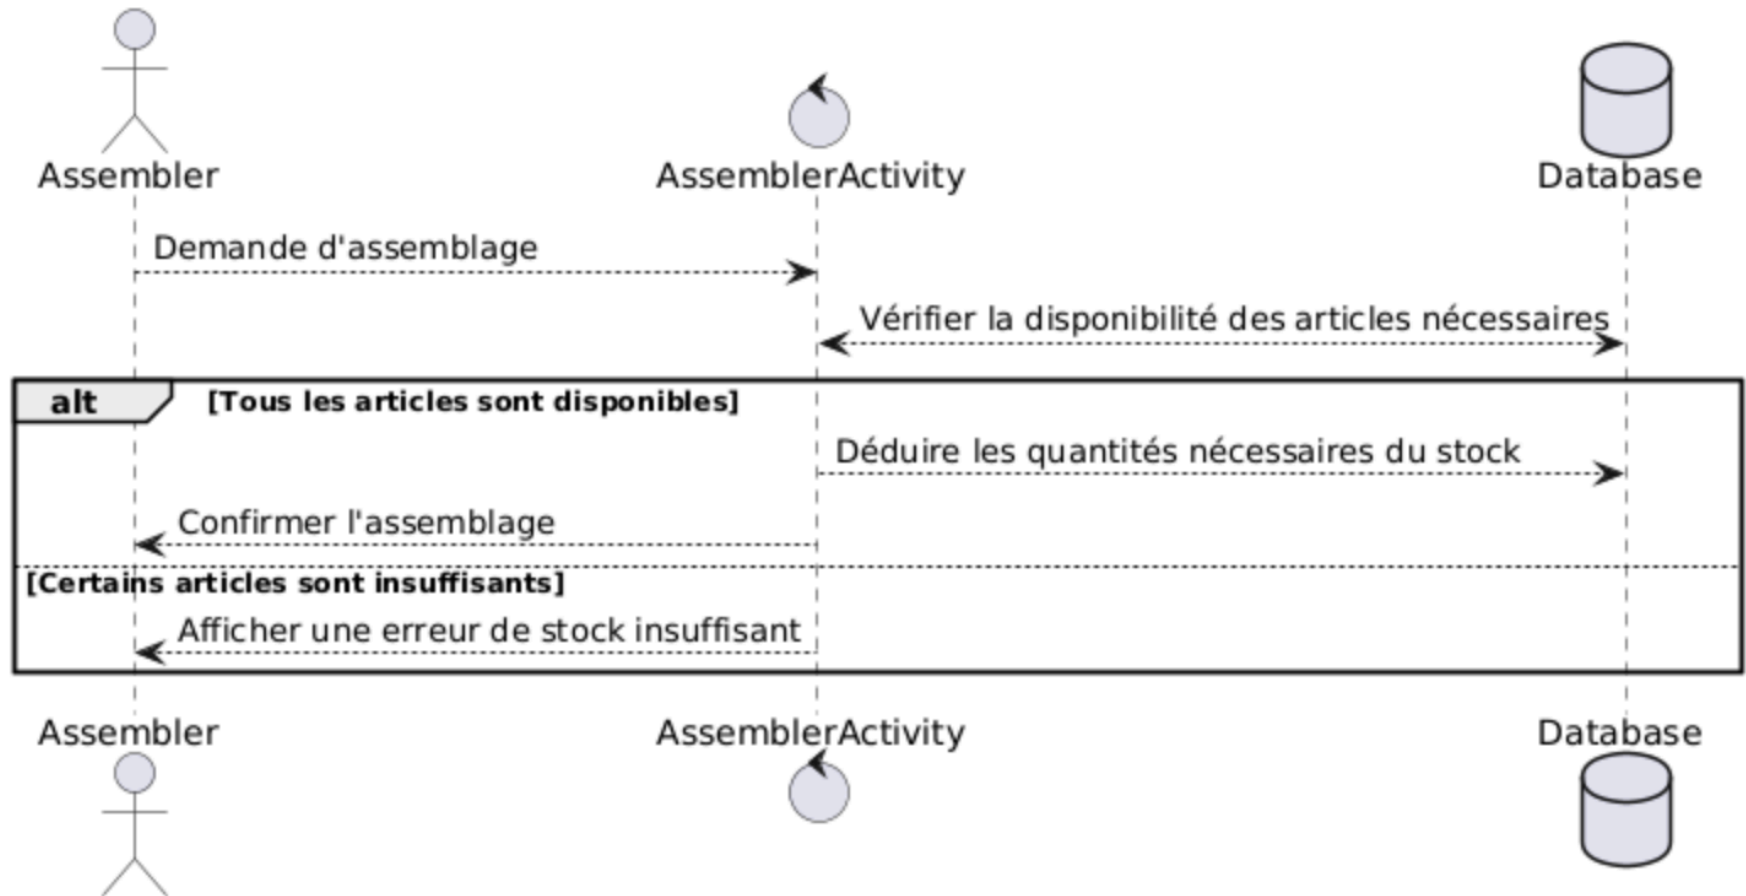 Assembler
AssemblerActivity
Database
Demande d'assemblage
Vérifier la disponibilité des articles nécessaires
alt [Tous les articles sont disponibles]
Déduire les quantités nécessaires du stock
Confirmer l'assemblage
[Certains articles sont insuffisants]
Afficher une erreur de stock insuffisant
Assembler
AssemblerActivity
Database